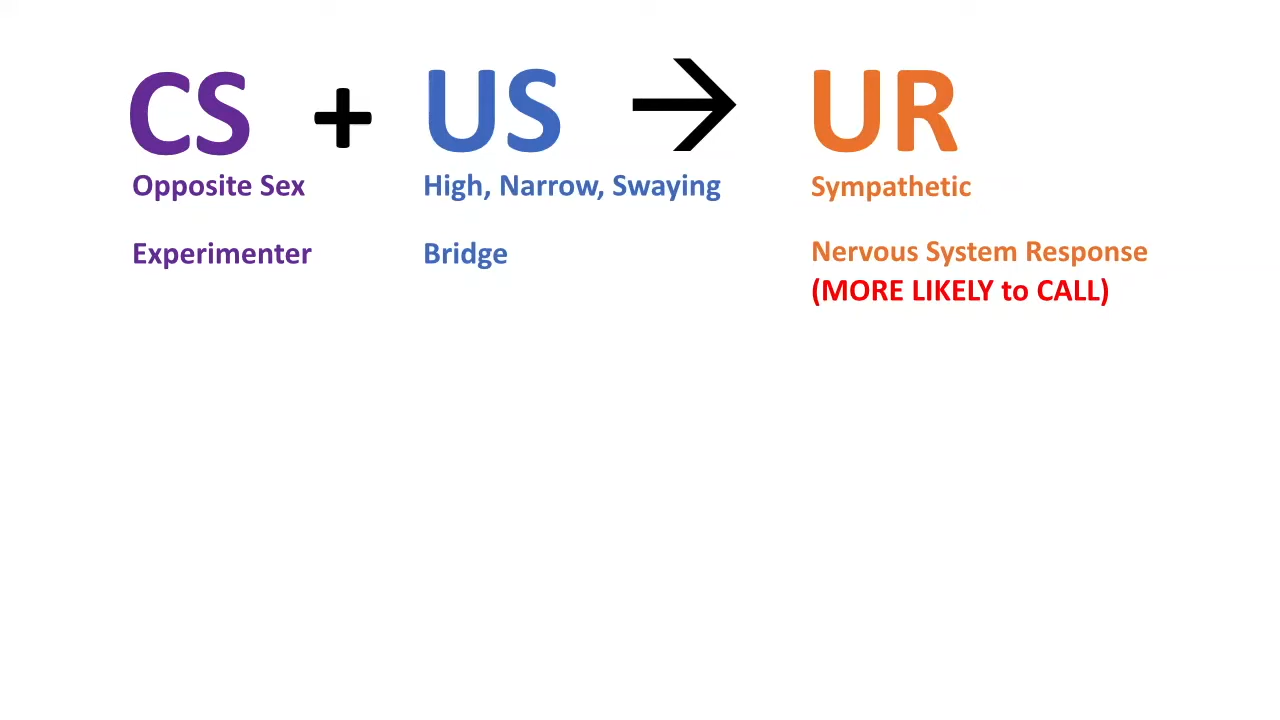 CS + US → UR
Opposite Sex High, Narrow, Swaying Sympathetic
Experimenter Bridge Nervous System Response
(MORE LIKELY to CALL)